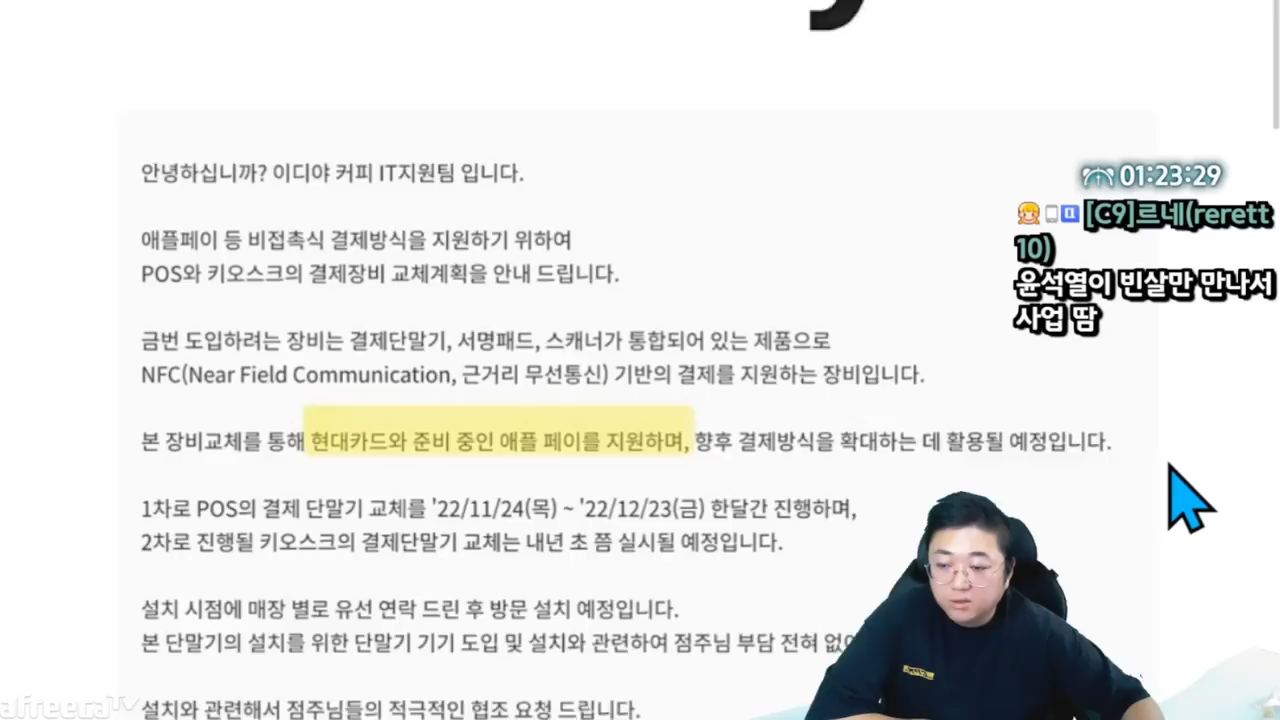 안녕하십니까? 이디야 커피 IT지원팀 입니다.
애플페이 등 비접촉식 결제방식을 지원하기 위하여
POS와 키오스크의 결제장비 교체계획을 안내 드립니다.
금번 도입하려는 장비는 결제단말기, 서명패드, 스캐너가 통합되어 있는 제품으로
NFC(Near Field Communication, 근거리 무선통신) 기반의 결제를 지원하는 장비입니다.
본 장비교체를 통해 현대카드와 준비 중인 애플 페이를 지원하며, 향후 결제방식을 확대하는 데 활용될 예정입니다.
1차로 POS의 결제 단말기 교체를 '22/11/24(목) ~ '22/12/23(금) 한달간 진행하며,
2차로 진행될 키오스크의 결제단말기 교체는 내년 초 쯤 실시될 예정입니다.
설치 시점에 매장 별로 유선 연락 드린 후 방문 설치 예정입니다.
본 단말기의 설치를 위한 단말기 기기 도입 및 설치와 관련하여 점주님 부담 전혀
설치와 관련해서 점주님들의 적극적인 협조 요청 드립니다.
01:23:29
[C9]르네(rerett
10)
윤석열이 빈살만 만나서
사업 땀
afreecaTV